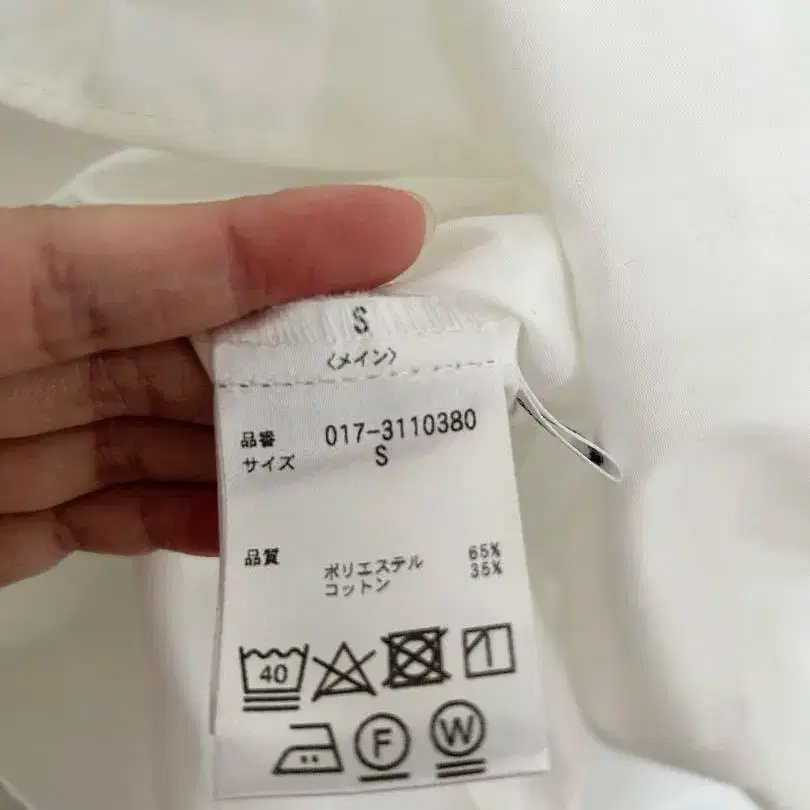 S
〈メイン〉
品番 017-3110380
サイズ S
品質 ポリエステル 65%
コットン 35%
40
F W